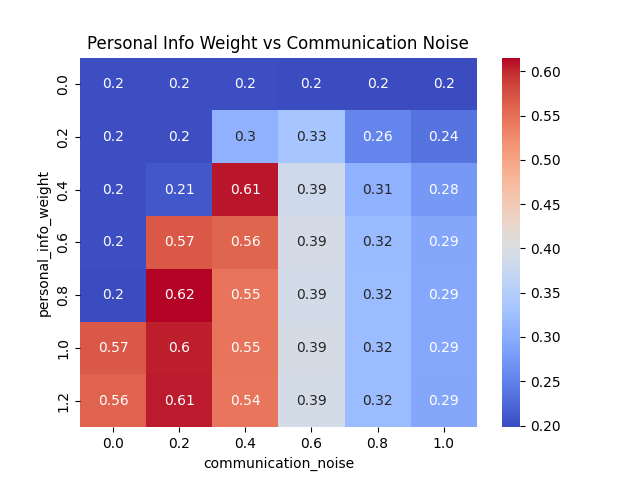 Personal Info Weight vs Communication Noise
personal_info_weight
0.0 0.2 0.2 0.2 0.2 0.2 0.2
0.2 0.2 0.2 0.3 0.33 0.26 0.24
0.4 0.2 0.21 0.61 0.39 0.31 0.28
0.6 0.2 0.57 0.56 0.39 0.32 0.29
0.8 0.2 0.62 0.55 0.39 0.32 0.29
1.0 0.57 0.6 0.55 0.39 0.32 0.29
1.2 0.56 0.61 0.54 0.39 0.32 0.29
0.0 0.2 0.4 0.6 0.8 1.0
communication_noise
0.60
0.55
0.50
0.45
0.40
0.35
0.30
0.25
0.20